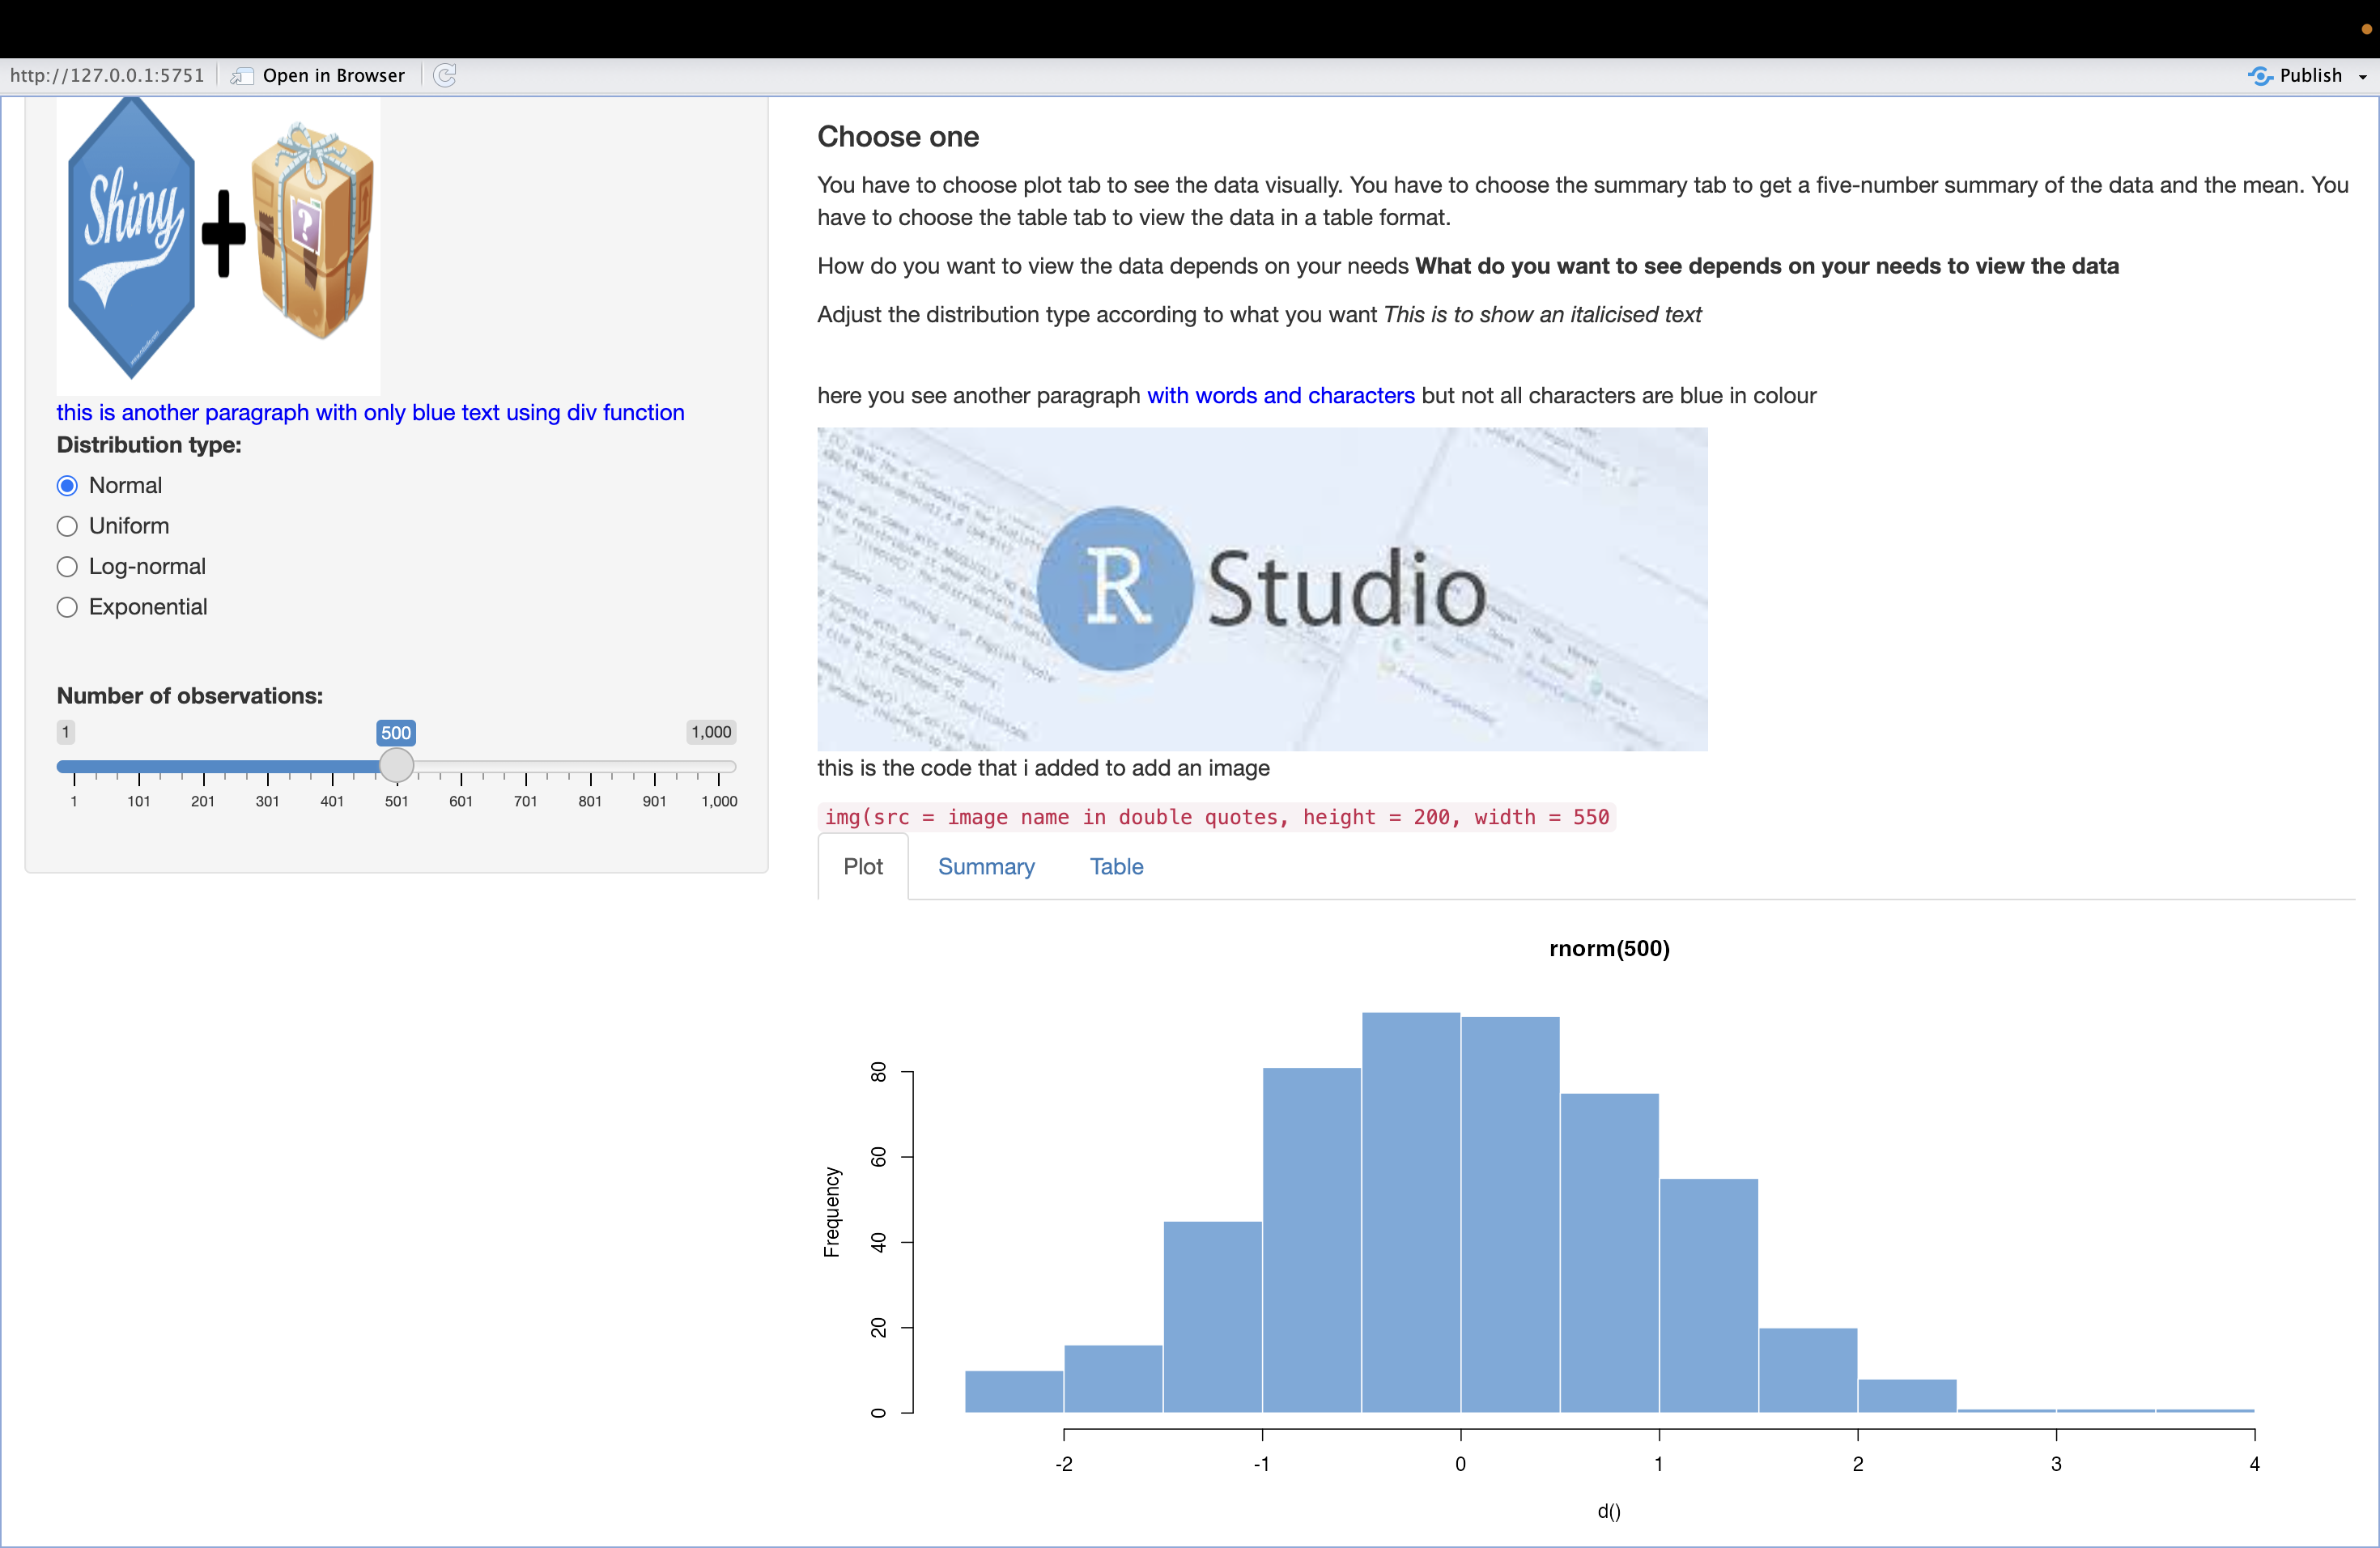 http://127.0.0.1:5751 Open in Browser Publish
Shiny
?
this is another paragraph with only blue text using div function
Distribution type:
Normal
Uniform
Log-normal
Exponential
Number of observations:
1 500 1,000
1 101 201 301 401 501 601 701 801 901 1,000
Choose one
You have to choose plot tab to see the data visually. You have to choose the summary tab to get a five-number summary of the data and the mean. You
have to choose the table tab to view the data in a table format.
How do you want to view the data depends on your needs What do you want to see depends on your needs to view the data
Adjust the distribution type according to what you want This is to show an italicised text
here you see another paragraph with words and characters but not all characters are blue in colour
R Studio
this is the code that i added to add an image
img(src = image name in double quotes, height = 200, width = 550
Plot Summary Table
rnorm(500)
Frequency
80
60
40
20
0
-2 -1 0 1 2 3 4
d()